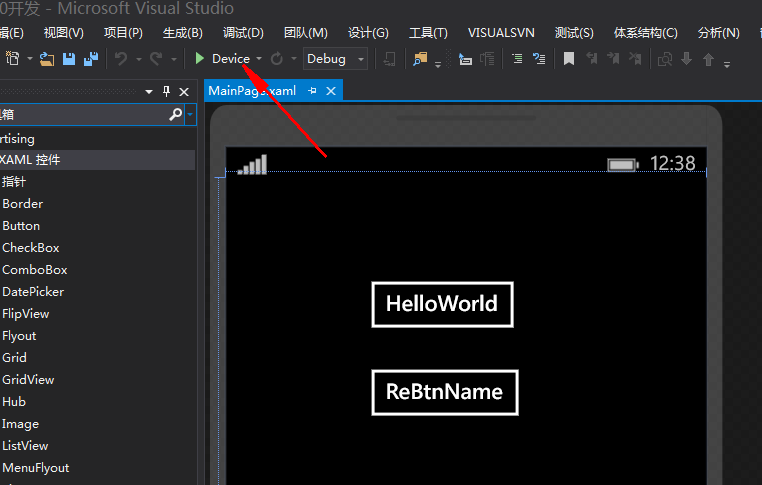 0开发 - Microsoft Visual Studio
辑(E) 视图(V) 项目(P) 生成(B) 调试(D) 团队(M) 设计(G) 工具(T) VISUALSVN 测试(S) 体系结构(C) 分析(N)
Device Debug
MainPage.xaml
具箱
rtising
XAML 控件
指针
Border
Button
CheckBox
ComboBox
DatePicker
FlipView
Flyout
Grid
GridView
Hub
Image
ListView
MenuFlyout
12:38
HelloWorld
ReBtnName